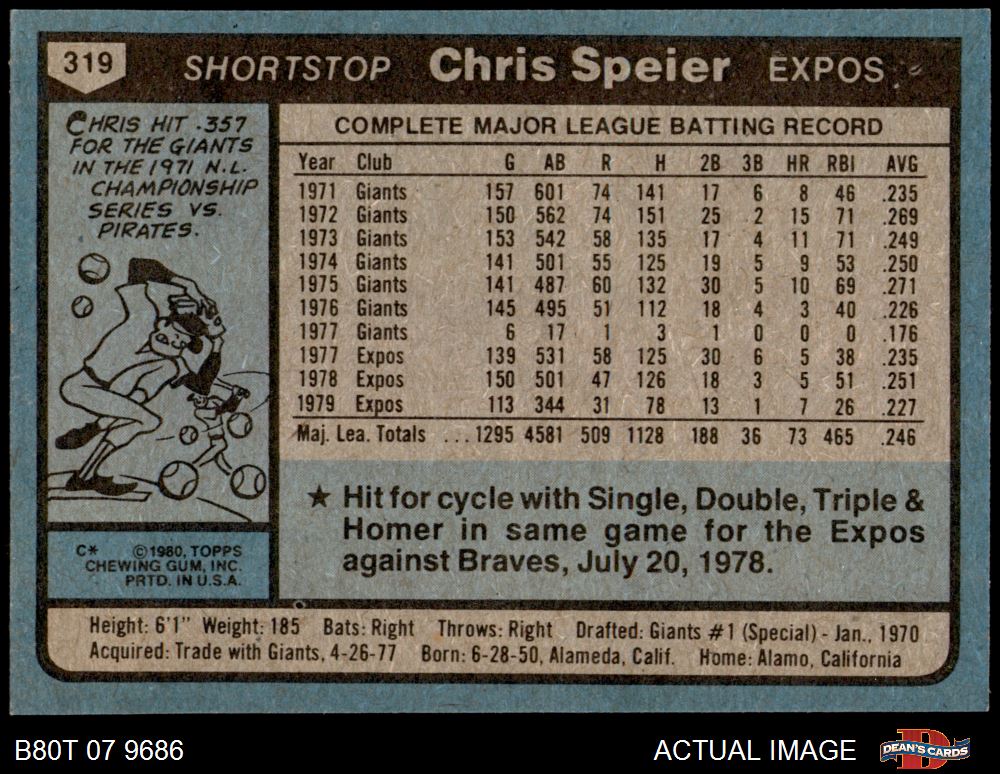 319 SHORTSTOP Chris Speier EXPOS
CHRIS HIT .357
FOR THE GIANTS
IN THE 1971 N.L.
CHAMPIONSHIP
SERIES VS.
PIRATES.
COMPLETE MAJOR LEAGUE BATTING RECORD
Year Club G AB R H 2B 3B HR RBI AVG
1971 Giants 157 601 74 141 17 6 8 46 .235
1972 Giants 150 562 74 151 25 2 15 71 .269
1973 Giants 153 542 58 135 17 4 11 71 .249
1974 Giants 141 501 55 125 19 5 9 53 .250
1975 Giants 141 487 60 132 30 5 10 69 .271
1976 Giants 145 495 51 112 18 4 3 40 .226
1977 Giants 6 17 1 3 1 0 0 0 .176
1977 Expos 139 531 58 125 30 6 5 38 .235
1978 Expos 150 501 47 126 18 3 5 51 .251
1979 Expos 113 344 31 78 13 1 7 26 .227
Maj. Lea. Totals ...1295 4581 509 1128 188 36 73 465 .246
★ Hit for cycle with Single, Double, Triple &
Homer in same game for the Expos
against Braves, July 20, 1978.
C* ©1980, TOPPS
CHEWING GUM, INC.
PRTD. IN U.S.A.
Height: 6'1" Weight: 185 Bats: Right Throws: Right Drafted: Giants #1 (Special) - Jan., 1970
Acquired: Trade with Giants, 4-26-77 Born: 6-28-50, Alameda, Calif. Home: Alamo, California
B80T 07 9686 ACTUAL IMAGE DEAN'S CARDS